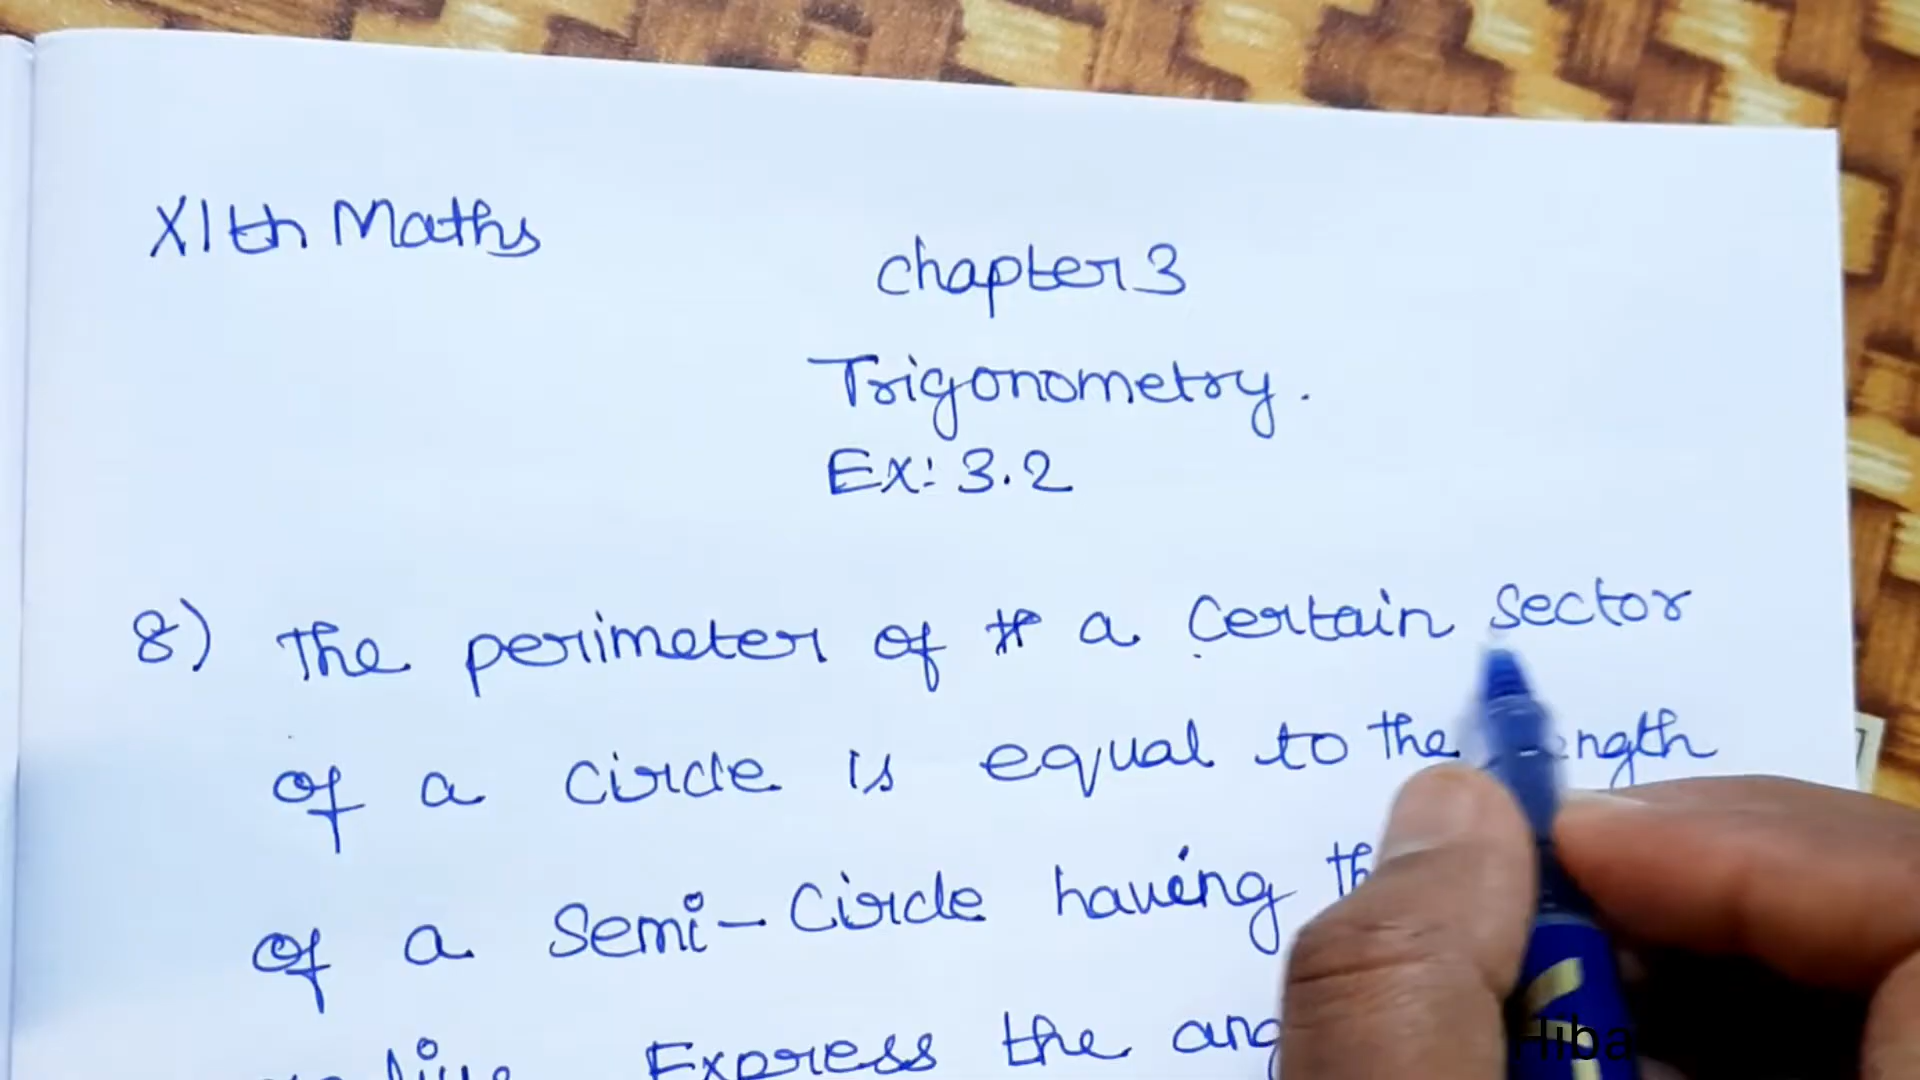 XIth Maths
Chapter 3
Trigonometry.
Ex: 3.2
8) The perimeter of a certain sector
of a circle is equal to the
of a Semi-Circle having
Express the